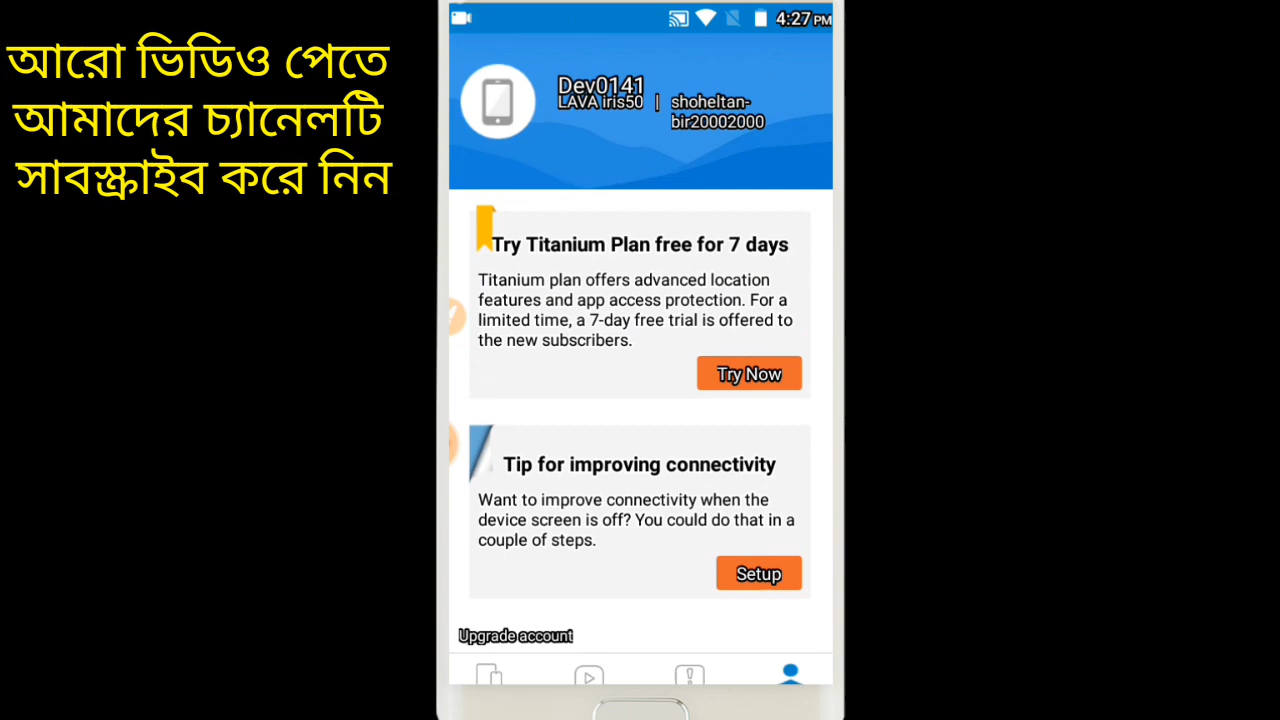 আরো ভিডিও পেতে
আমাদের চ্যানেলটি
সাবস্ক্রাইব করে নিন
4:27 PM
Dev0141
LAVA iris50 | shoheltan-
bir20002000
Try Titanium Plan free for 7 days
Titanium plan offers advanced location
features and app access protection. For a
limited time, a 7-day free trial is offered to
the new subscribers.
Try Now
Tip for improving connectivity
Want to improve connectivity when the
device screen is off? You could do that in a
couple of steps.
Setup
Upgrade account